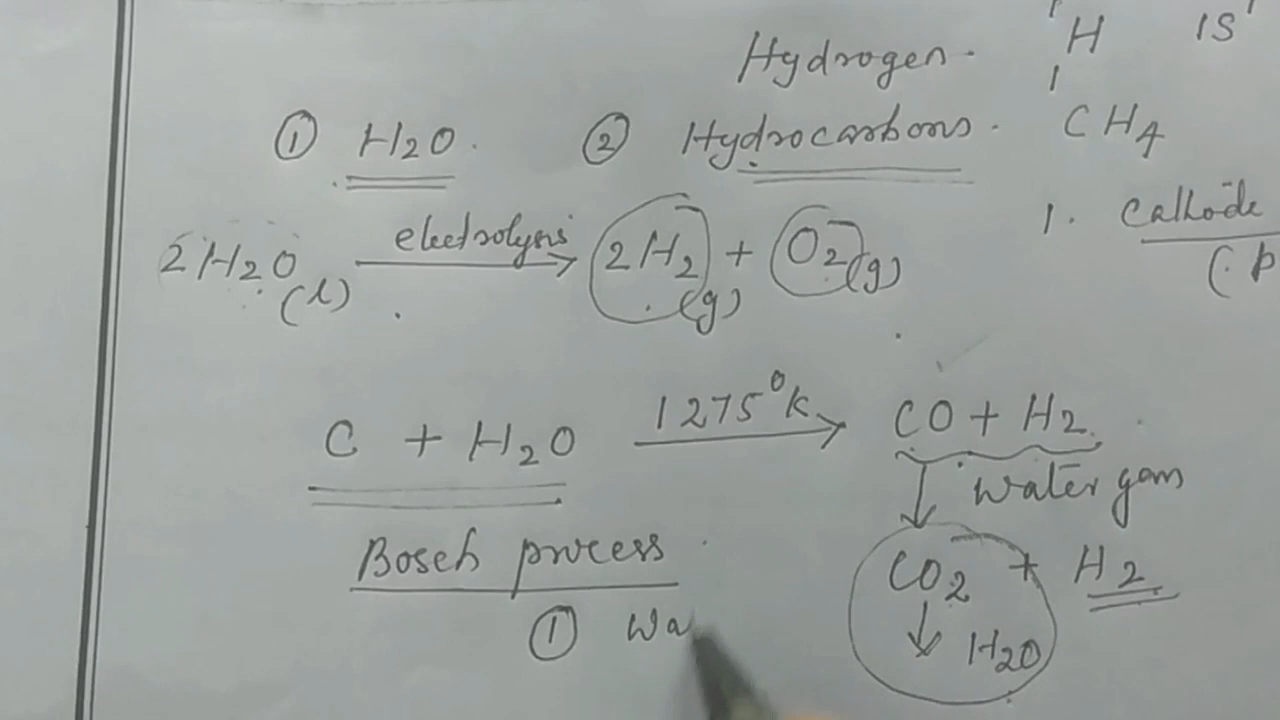 Hydrogen. H 1S¹
① H₂O. ② Hydrocarbons. CH₄
2H₂O(l) electrolysis → 2H₂(g) + O₂(g)
1. Cathode
(p
C + H₂O 1275°K → CO + H₂
water gas
Bosch process
↓
CO₂ + H₂
① Wa
↓ H₂O